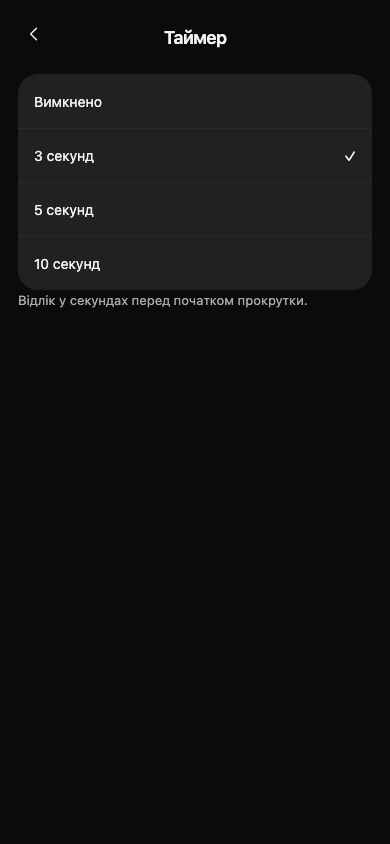 Таймер
Вимкнено
3 секунд
5 секунд
10 секунд
Відлік у секундах перед початком прокрутки.